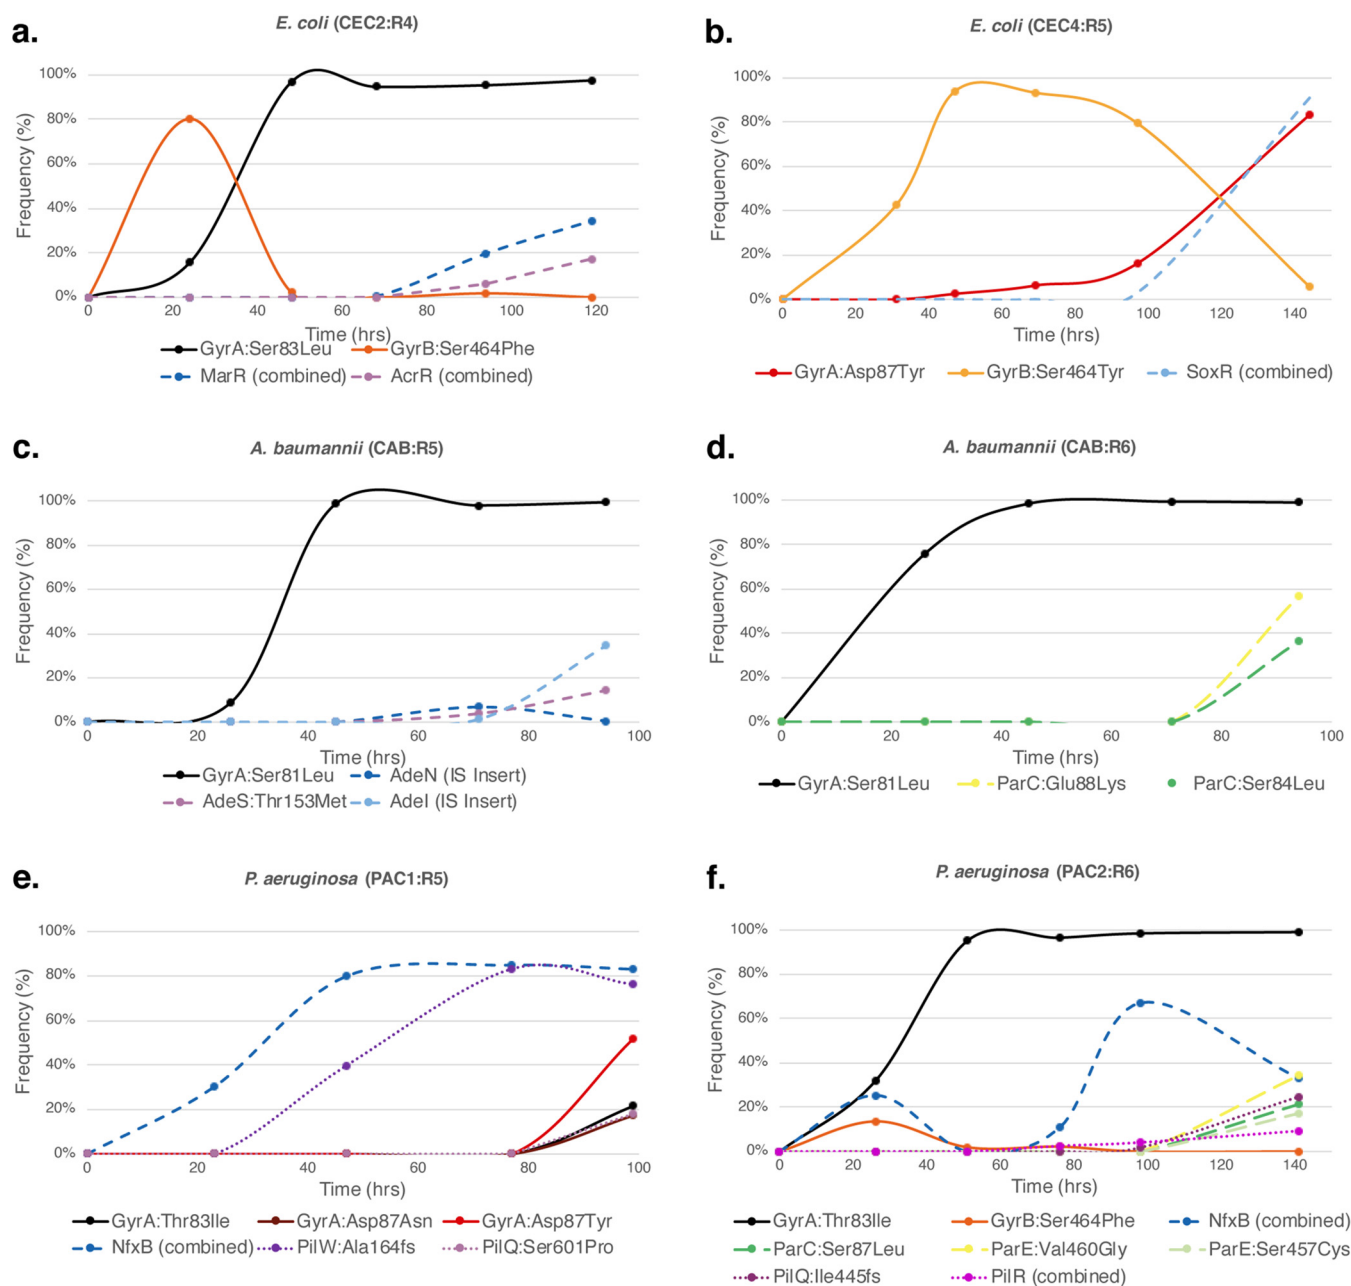 a.
E. coli (CEC2:R4)
100%
80%
60%
40%
20%
0%
Frequency (%)
0 20 40 60 80 100 120
Time (hrs)
GyrA:Ser83Leu GyrB:Ser464Phe
MarR (combined) AcrR (combined)
b.
E. coli (CEC4:R5)
100%
80%
60%
40%
20%
0%
Frequency (%)
0 20 40 60 80 100 120 140
Time (hrs)
GyrA:Asp87Tyr GyrB:Ser464Tyr SoxR (combined)
c.
A. baumannii (CAB:R5)
100%
80%
60%
40%
20%
0%
Frequency (%)
0 20 40 60 80 100
Time (hrs)
GyrA:Ser81Leu AdeN (IS Insert)
AdeS:Thr153Met AdeI (IS Insert)
d.
A. baumannii (CAB:R6)
100%
80%
60%
40%
20%
0%
Frequency (%)
0 20 40 60 80 100
Time (hrs)
GyrA:Ser81Leu ParC:Glu88Lys ParC:Ser84Leu
e.
P. aeruginosa (PAC1:R5)
100%
80%
60%
40%
20%
0%
Frequency (%)
0 20 40 60 80 100
Time (hrs)
GyrA:Thr83Ile GyrA:Asp87Asn GyrA:Asp87Tyr
NfxB (combined) PilW:Ala164fs PilQ:Ser601Pro
f.
P. aeruginosa (PAC2:R6)
100%
80%
60%
40%
20%
0%
Frequency (%)
0 20 40 60 80 100 120 140
Time (hrs)
GyrA:Thr83Ile GyrB:Ser464Phe NfxB (combined)
ParC:Ser87Leu ParE:Val460Gly ParE:Ser457Cys
PilQ:Ile445fs PilR (combined)